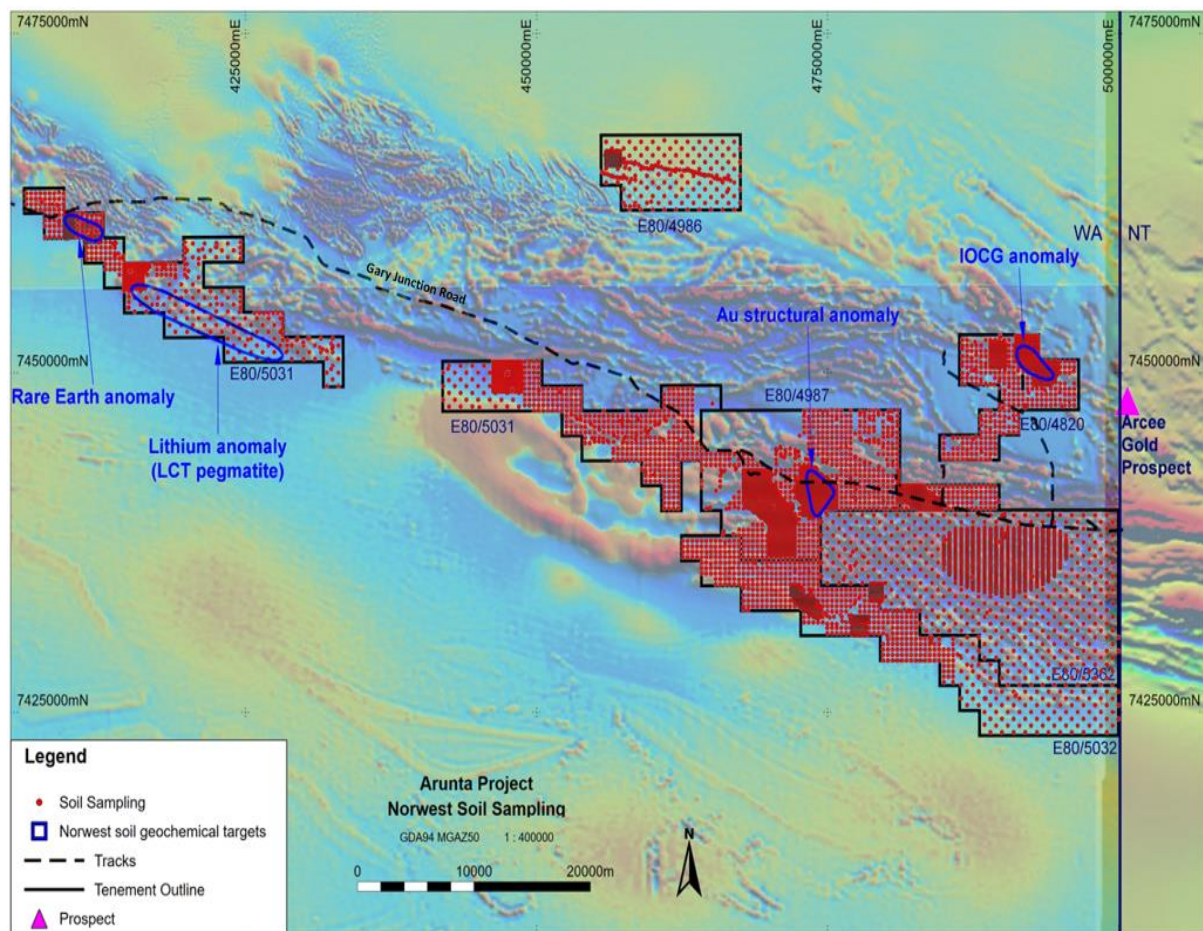 7475000mN
425000mE
450000mE
475000mE
500000mE
7475000mN
E80/4986
WA
NT
IOCG anomaly
Gary Junction Road
Au structural anomaly
7450000mN
7450000mN
E80/5031
Rare Earth anomaly
E80/4987
E80/5031
E80/4820
Arcee
Gold
Prospect
Lithium anomaly
(LCT pegmatite)
E80/5362
7425000mN
7425000mN
E80/5032
Legend
Soil Sampling
Norwest soil geochemical targets
Tracks
Tenement Outline
Prospect
Arunta Project
Norwest Soil Sampling
GDA94 MGAZ50 1 : 400000
N
0 10000 20000m